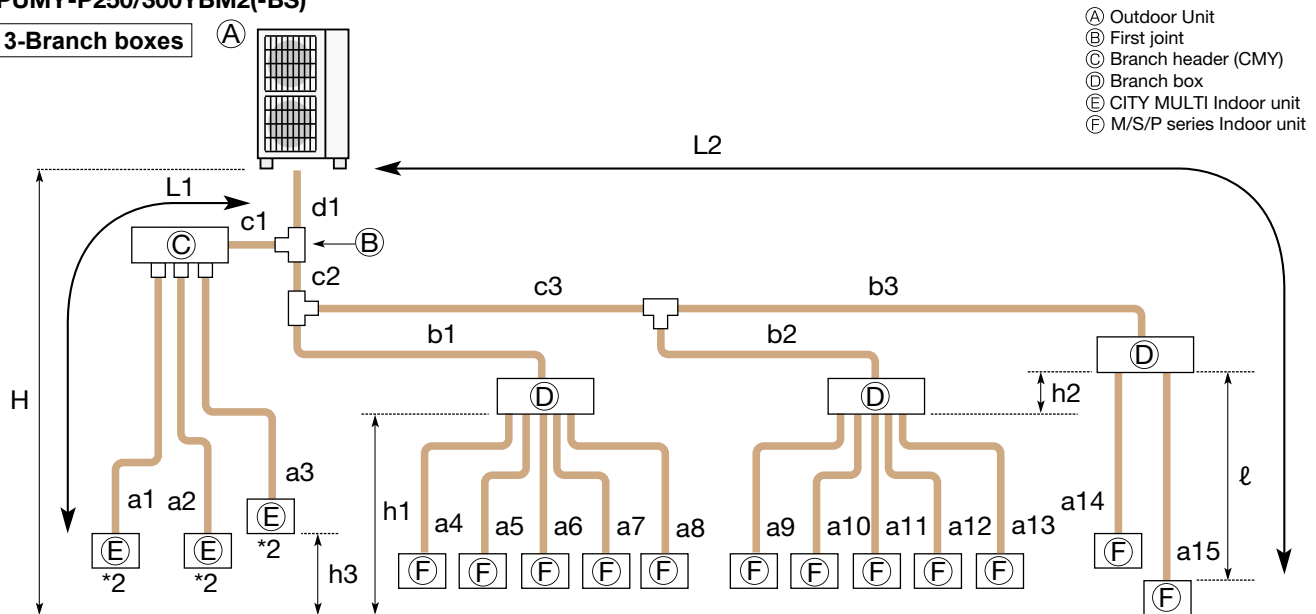 PUMY-P250/300YBM2(-BS)
3-Branch boxes
A
A Outdoor Unit
B First joint
C Branch header (CMY)
D Branch box
E CITY MULTI Indoor unit
F M/S/P series Indoor unit
L2
L1
d1
c1
B
C
c2
c3
b3
b1
b2
D
D
D
H
h2
h1
h3
ℓ
a1
a2
a3
a4
a5
a6
a7
a8
a9
a10
a11
a12
a13
a14
a15
E
*2
E
*2
E
*2
F
F
F
F
F
F
F
F
F
F
F
F